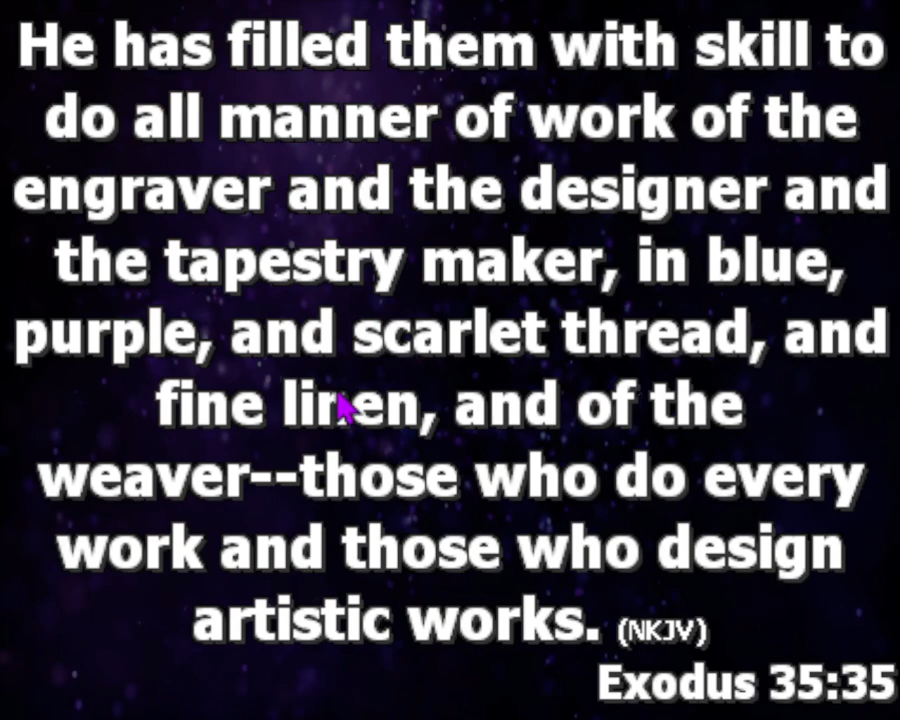 He has filled them with skill to
do all manner of work of the
engraver and the designer and
the tapestry maker, in blue,
purple, and scarlet thread, and
fine linen, and of the
weaver--those who do every
work and those who design
artistic works. (NKJV)
Exodus 35:35